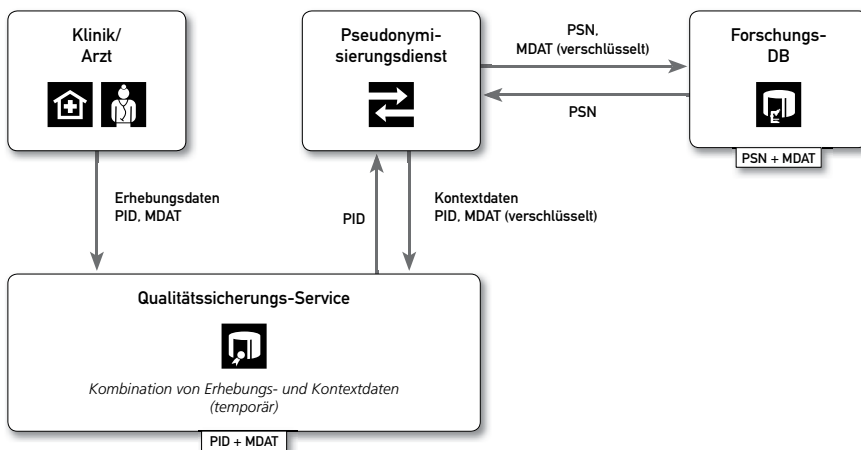 Klinik/
Arzt
Pseudonymi-
sierungsdienst
PSN,
MDAT (verschlüsselt)
PSN
Forschungs-
DB
PSN + MDAT
Erhebungsdaten
PID, MDAT
PID
Kontextdaten
PID, MDAT (verschlüsselt)
Qualitätssicherungs-Service
Kombination von Erhebungs- und Kontextdaten
(temporär)
PID + MDAT